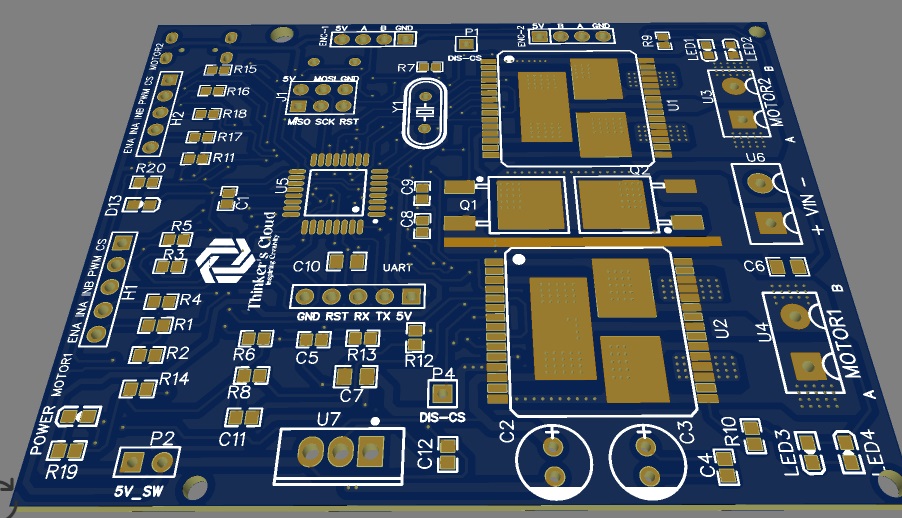 ENC-1
5V A B GND
P1
DIS-CS
ENC-2
5V B A GND
R9
LED1
LED2
MOTOR2
R15
R7
U3
B
MOTOR2
A
ENA INA INB PWM CS
H2
R16
R18
R17
R11
5V MOSI GND
J1
MISO SCK RST
Y1
U1
R20
D13
C1
U5
C9
C8
Q1
Q2
U6
+ VIN -
R5
R3
Thinker's Cloud
Inspiring Creativity
C10
UART
C6
ENA INA INB PWM CS
H1
R4
R1
GND RST RX TX 5V
U2
U4
B
MOTOR1
A
R2
R6
C5
R13
R12
MOTOR1
R14
R8
C7
P4
DIS-CS
POWER
C11
U7
C2
C3
R10
R19
P2
5V_SW
C12
C4
LED3
LED4